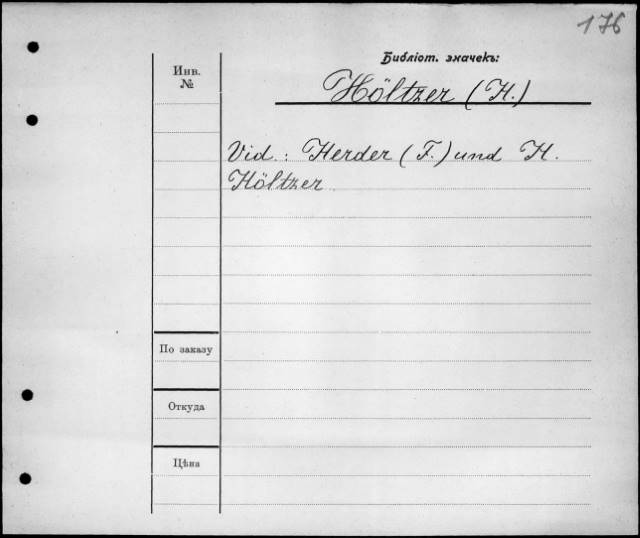 176
Библіот. значекъ:
Инв.
№
Höltzer (H.)
Vid.: Herder (F.) und H.
Höltzer
По заказу
Откуда
Цѣна